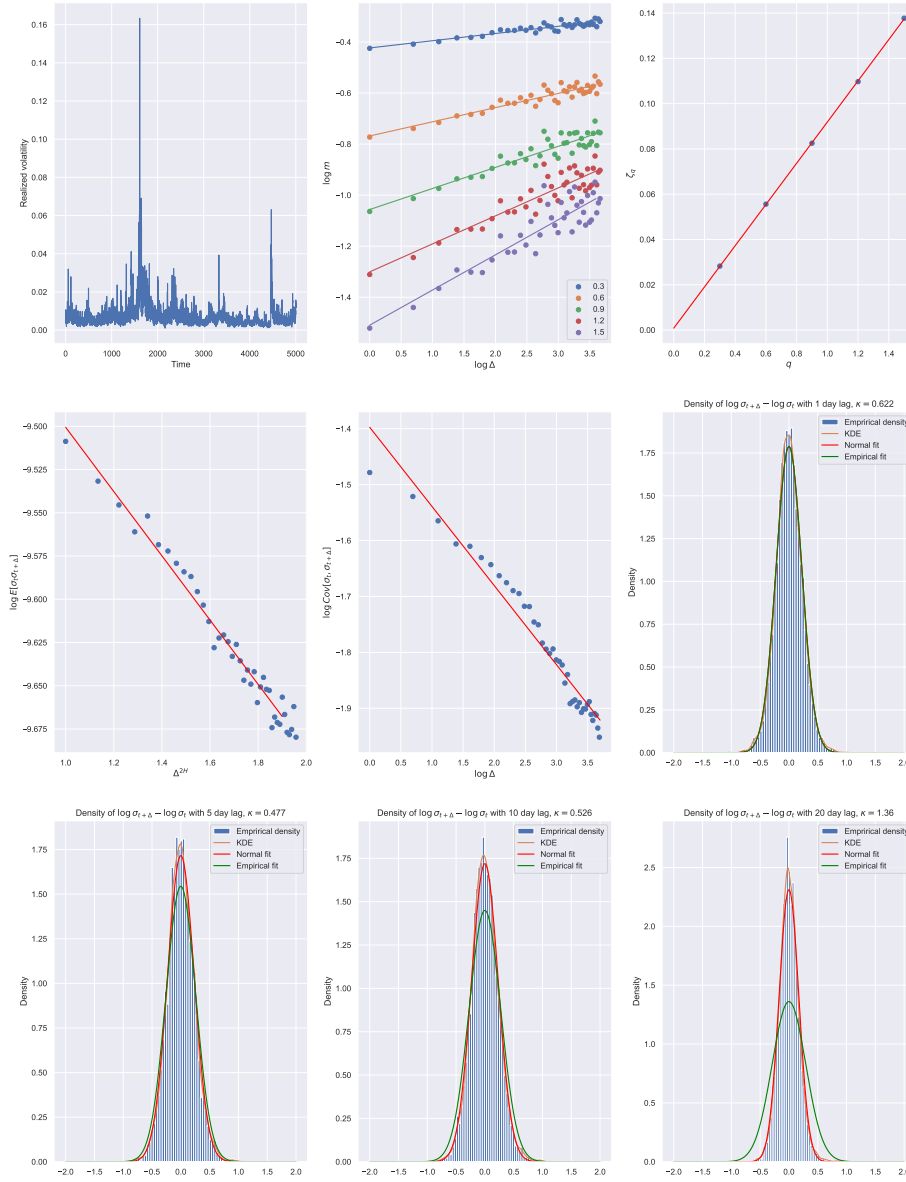 0.16
0.14
0.12
0.10
0.08
0.06
0.04
0.02
0.00
Realized volatility
0 1000 2000 3000 4000 5000
Time
−0.4
−0.6
−0.8
−1.0
−1.2
−1.4
log m
0.3
0.6
0.9
1.2
1.5
0.0 0.5 1.0 1.5 2.0 2.5 3.0 3.5
log Δ
0.14
0.12
0.10
0.08
0.06
0.04
0.02
0.00
ζq
0.0 0.2 0.4 0.6 0.8 1.0 1.2 1.4
q
−9.500
−9.525
−9.550
−9.575
−9.600
−9.625
−9.650
−9.675
log E[σtσt+Δ]
1.0 1.2 1.4 1.6 1.8 2.0
Δ^2H
−1.4
−1.5
−1.6
−1.7
−1.8
−1.9
log Cov[σt, σt+Δ]
0.0 0.5 1.0 1.5 2.0 2.5 3.0 3.5
log Δ
Density of log σt+Δ − log σt with 1 day lag, κ = 0.622
Emprirical density
KDE
Normal fit
Empirical fit
1.75
1.50
1.25
1.00
0.75
0.50
0.25
0.00
Density
−2.0 −1.5 −1.0 −0.5 0.0 0.5 1.0 1.5 2.0
Density of log σt+Δ − log σt with 5 day lag, κ = 0.477
Emprirical density
KDE
Normal fit
Empirical fit
1.75
1.50
1.25
1.00
0.75
0.50
0.25
0.00
Density
−2.0 −1.5 −1.0 −0.5 0.0 0.5 1.0 1.5 2.0
Density of log σt+Δ − log σt with 10 day lag, κ = 0.526
Emprirical density
KDE
Normal fit
Empirical fit
1.75
1.50
1.25
1.00
0.75
0.50
0.25
0.00
Density
−2.0 −1.5 −1.0 −0.5 0.0 0.5 1.0 1.5 2.0
Density of log σt+Δ − log σt with 20 day lag, κ = 1.36
Emprirical density
KDE
Normal fit
Empirical fit
2.5
2.0
1.5
1.0
0.5
0.0
Density
−2.0 −1.5 −1.0 −0.5 0.0 0.5 1.0 1.5 2.0